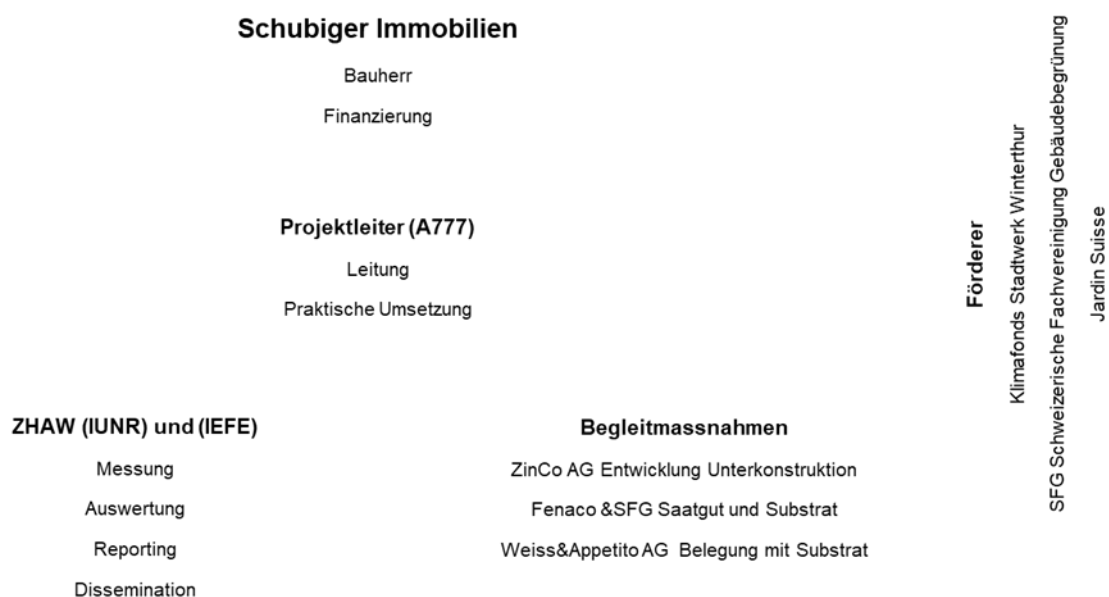 Schubiger Immobilien
Bauherr
Finanzierung
Projektleiter (A777)
Leitung
Praktische Umsetzung
ZHAW (IUNR) und (IEFE)
Messung
Auswertung
Reporting
Dissemination
Begleitmassnahmen
ZinCo AG Entwicklung Unterkonstruktion
Fenaco &SFG Saatgut und Substrat
Weiss&Appetito AG Belegung mit Substrat
Förderer
Klimafonds Stadtwerk Winterthur
SFG Schweizerische Fachvereinigung Gebäudebegrünung
Jardin Suisse